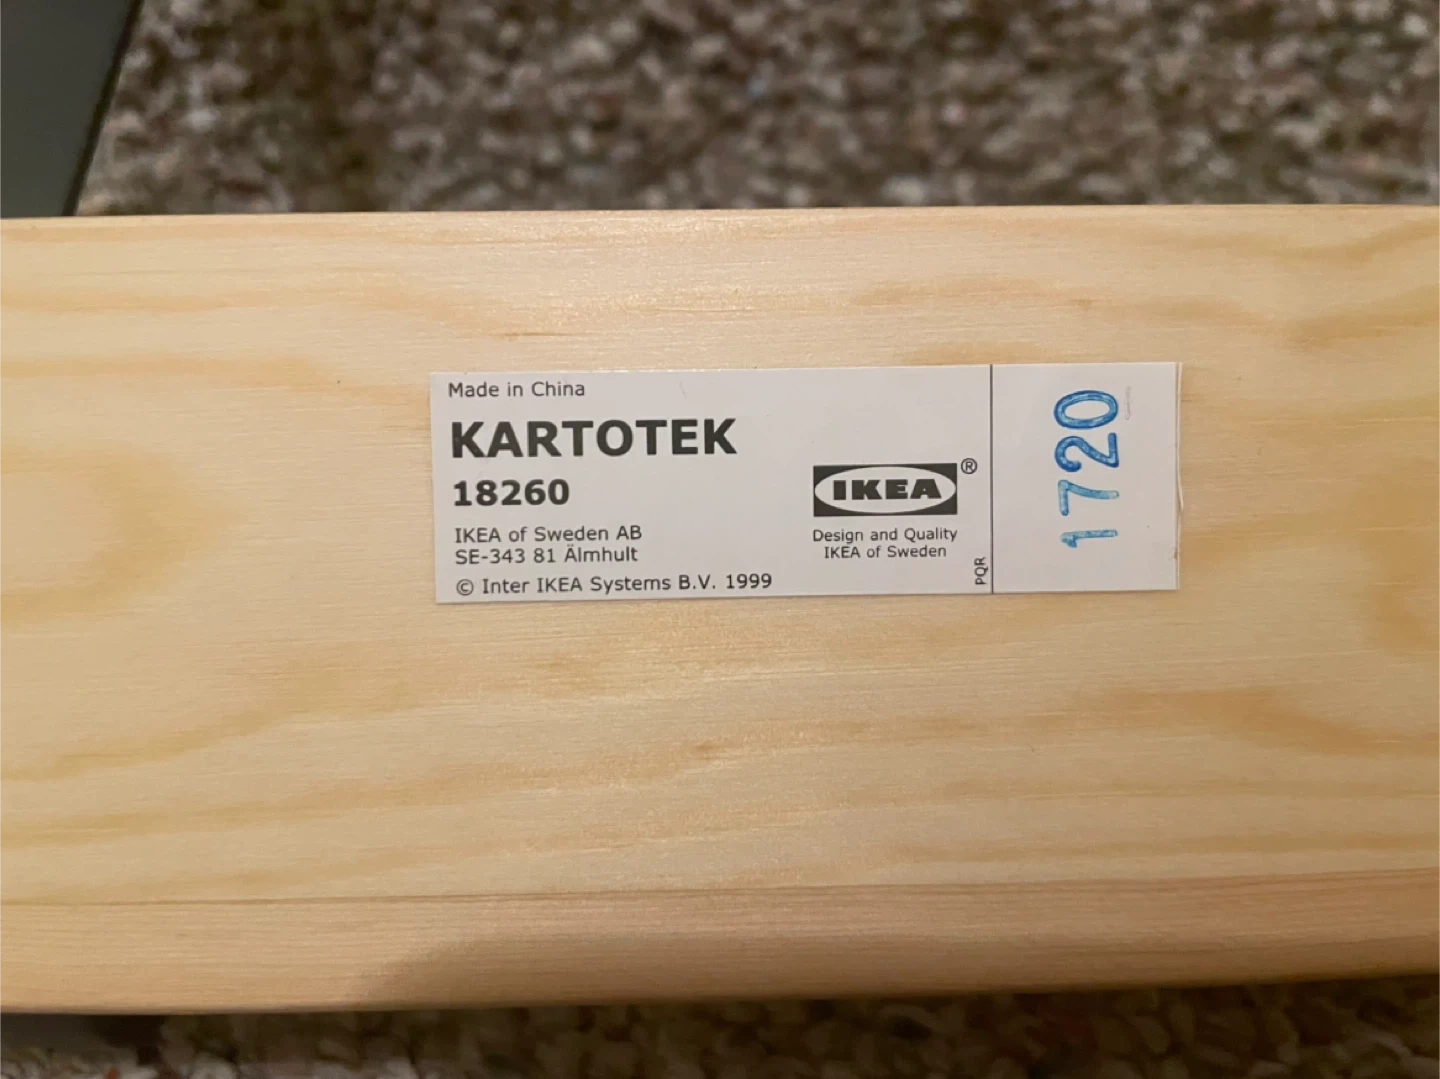 Made in China
KARTOTEK
18260
IKEA of Sweden AB
SE-343 81 Älmhult
© Inter IKEA Systems B.V. 1999
IKEA®
Design and Quality
IKEA of Sweden
PQR
1720